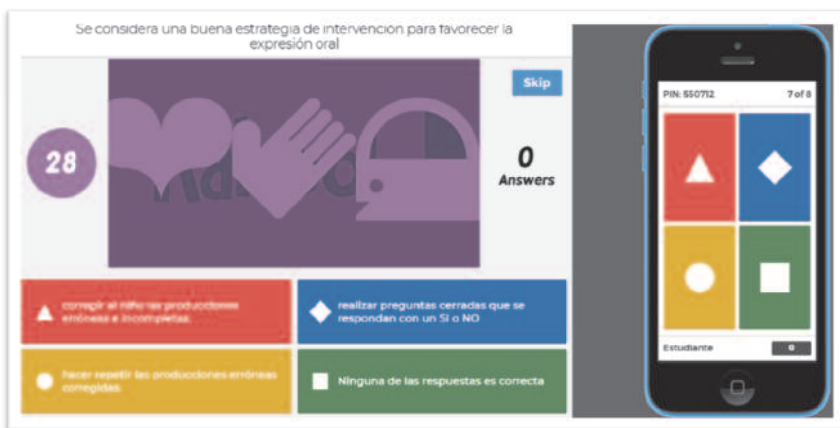 Se considera una buena estrategia de intervención para favorecer la
expresión oral
Skip
28
0
Answers
corregir al niño las producciones
erróneas e incompletas.
realizar preguntas cerradas que se
respondan con un SI o NO
hacer repetir las producciones erróneas
corregidas.
Ninguna de las respuestas es correcta
PIN: 550712
7 of 8
Estudiante
0